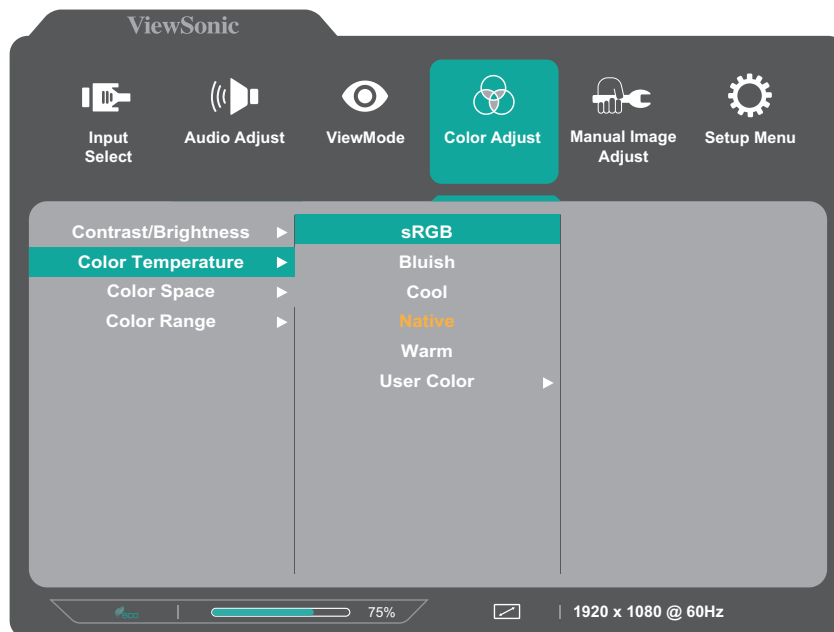 ViewSonic
Input
Select
Audio Adjust
ViewMode
Color Adjust
Manual Image
Adjust
Setup Menu
Contrast/Brightness
Color Temperature
Color Space
Color Range
sRGB
Bluish
Cool
Native
Warm
User Color
eco
75%
1920 x 1080 @ 60Hz